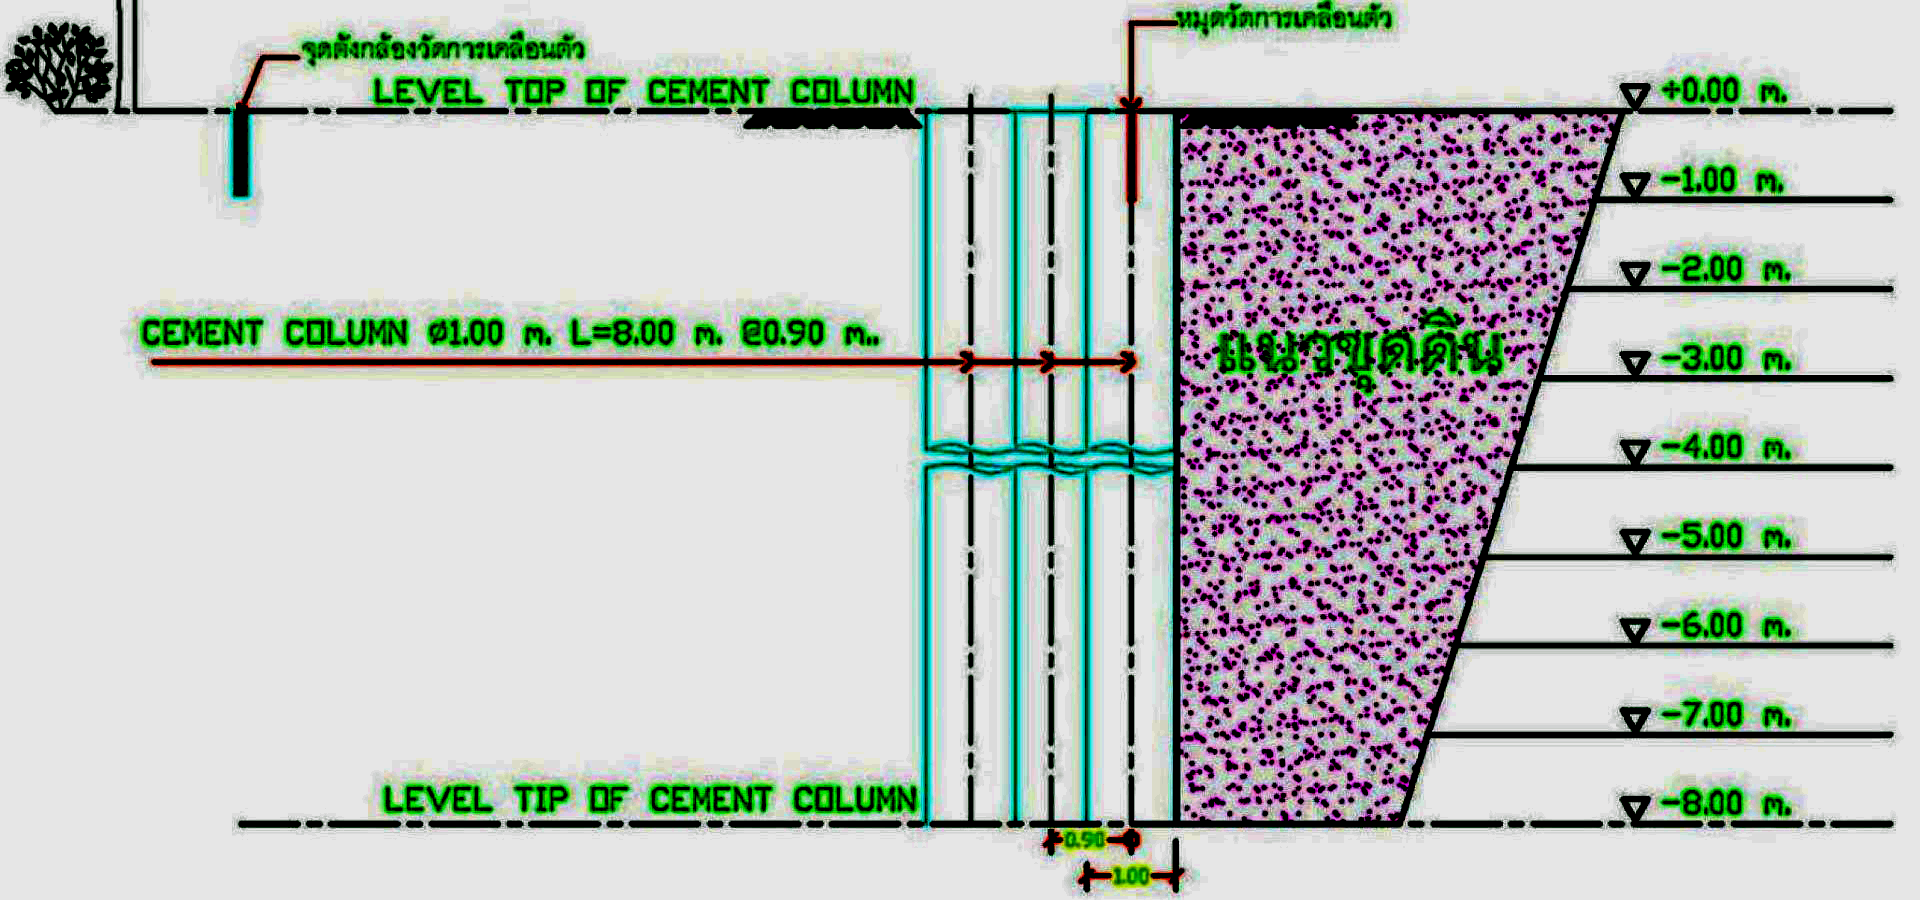 หมุดวัดการเคลื่อนตัว
จุดตั้งกล้องวัดการเคลื่อนตัว
LEVEL TOP OF CEMENT COLUMN
+0.00 m.
-1.00 m.
-2.00 m.
CEMENT COLUMN Ø1.00 m. L=8.00 m. @0.90 m..
แนวขุดดิน
-3.00 m.
-4.00 m.
-5.00 m.
-6.00 m.
-7.00 m.
LEVEL TIP OF CEMENT COLUMN
-8.00 m.
0.90
1.00